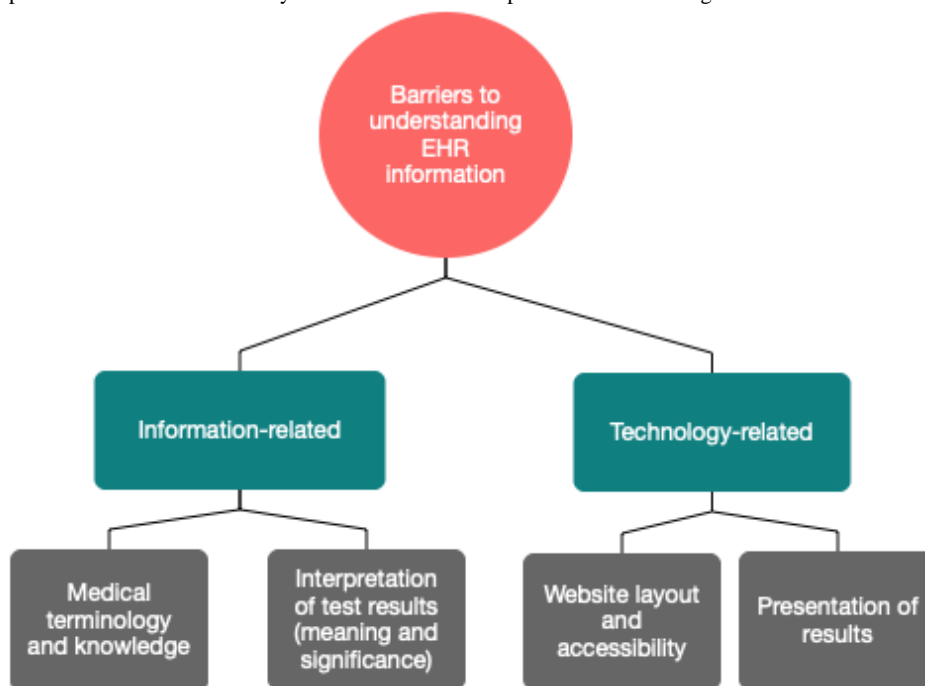 Barriers to
understanding
EHR
information
Information-related
Technology-related
Medical
terminology
and knowledge
Interpretation
of test results
(meaning and
significance)
Website layout
and
accessibility
Presentation of
results